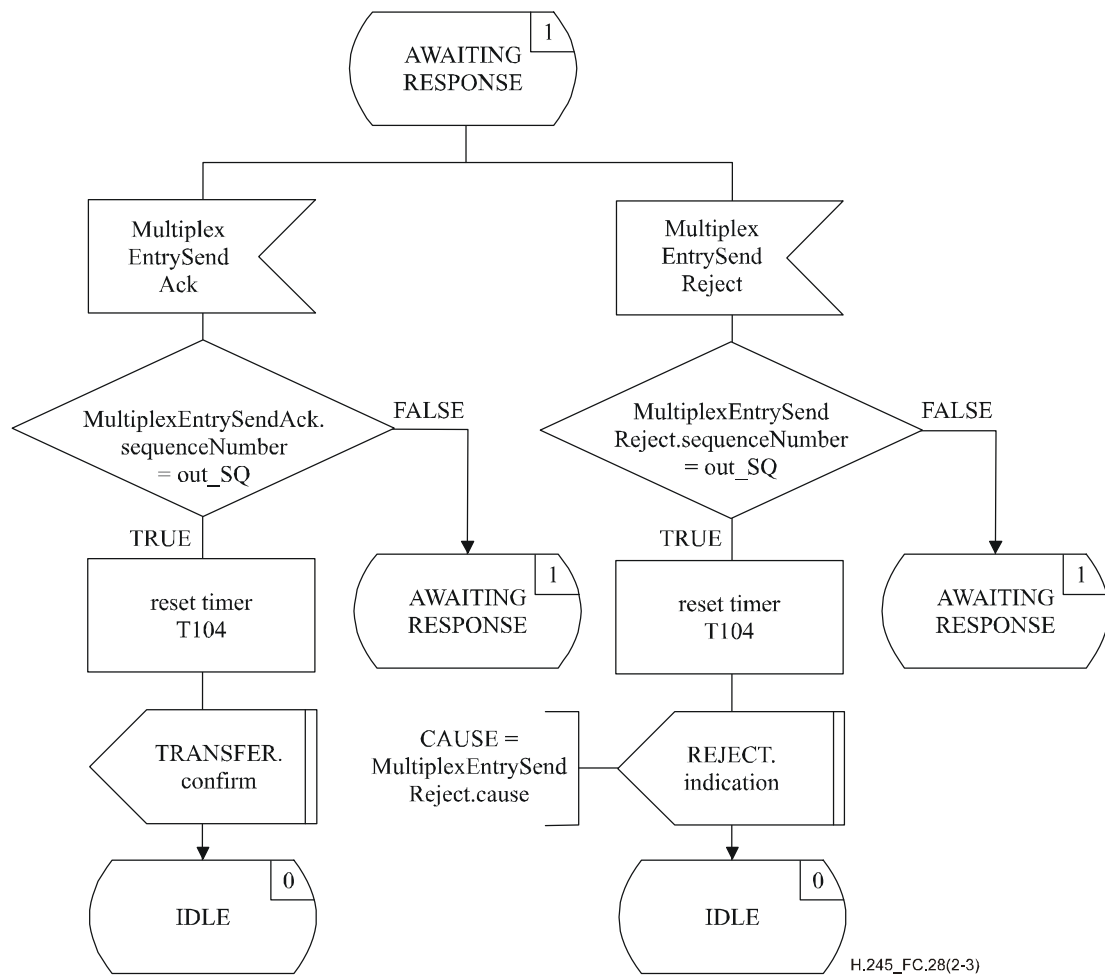 1
AWAITING
RESPONSE
Multiplex
EntrySend
Ack
Multiplex
EntrySend
Reject
MultiplexEntrySendAck.
sequenceNumber
= out_SQ
FALSE
MultiplexEntrySend
Reject.sequenceNumber
= out_SQ
FALSE
TRUE
TRUE
reset timer
T104
1
AWAITING
RESPONSE
reset timer
T104
1
AWAITING
RESPONSE
TRANSFER.
confirm
CAUSE =
MultiplexEntrySend
Reject.cause
REJECT.
indication
0
IDLE
0
IDLE
H.245_FC.28(2-3)